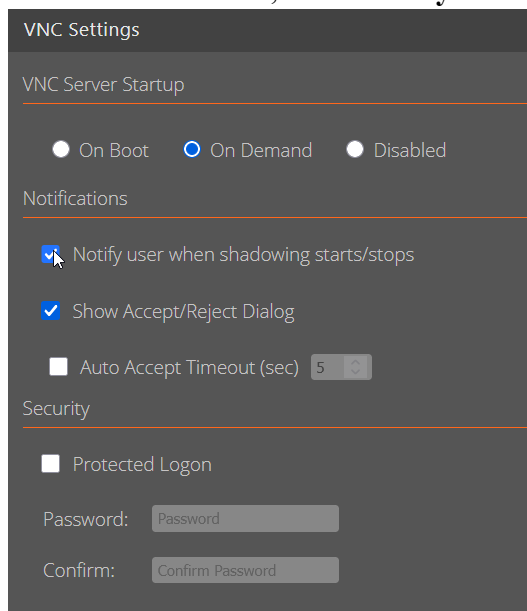 VNC Settings
VNC Server Startup
On Boot On Demand Disabled
Notifications
Notify user when shadowing starts/stops
Show Accept/Reject Dialog
Auto Accept Timeout (sec) 5
Security
Protected Logon
Password: Password
Confirm: Confirm Password